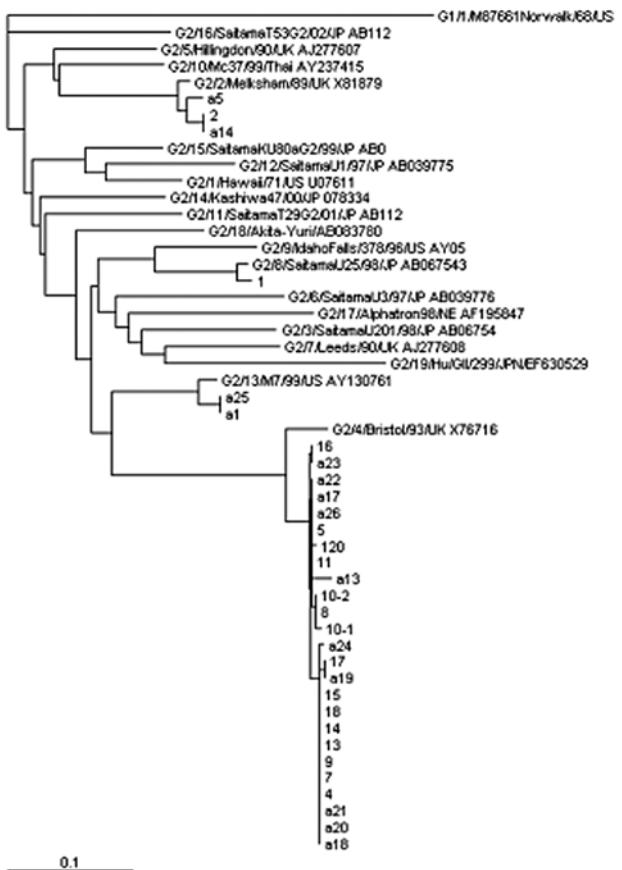 G1/1/M87661Norwalk/68/US
G2/16/SaitamaT53G2/02/JP AB112
G2/5/Hillingdon/90/UK AJ277607
G2/10/Mc37/99/Thai AY237415
G2/2/Melksham/89/UK X81879
a5
2
a14
G2/15/SaitamaKU80aG2/99/JP AB0
G2/12/SaitamaU1/97/JP AB039775
G2/1/Hawaii/71/US U07611
G2/14/Kashiwa47/00/JP 078334
G2/11/SaitamaT29G2/01/JP AB112
G2/18/Akita-Yuri/AB083780
G2/9/IdahoFalls/378/96/US AY05
G2/8/SaitamaU25/98/JP AB067543
1
G2/6/SaitamaU3/97/JP AB039776
G2/17/Alphatron98/NE AF195847
G2/3/SaitamaU201/98/JP AB06754
G2/7/Leeds/90/UK AJ277608
G2/19/Hu/GII/299/JPN/EF630529
G2/13/M7/99/US AY130761
a25
a1
G2/4/Bristol/93/UK X76716
16
a23
a22
a17
a26
5
120
11
a13
10-2
8
10-1
a24
17
a19
15
18
14
13
9
7
4
a21
a20
a18
0.1